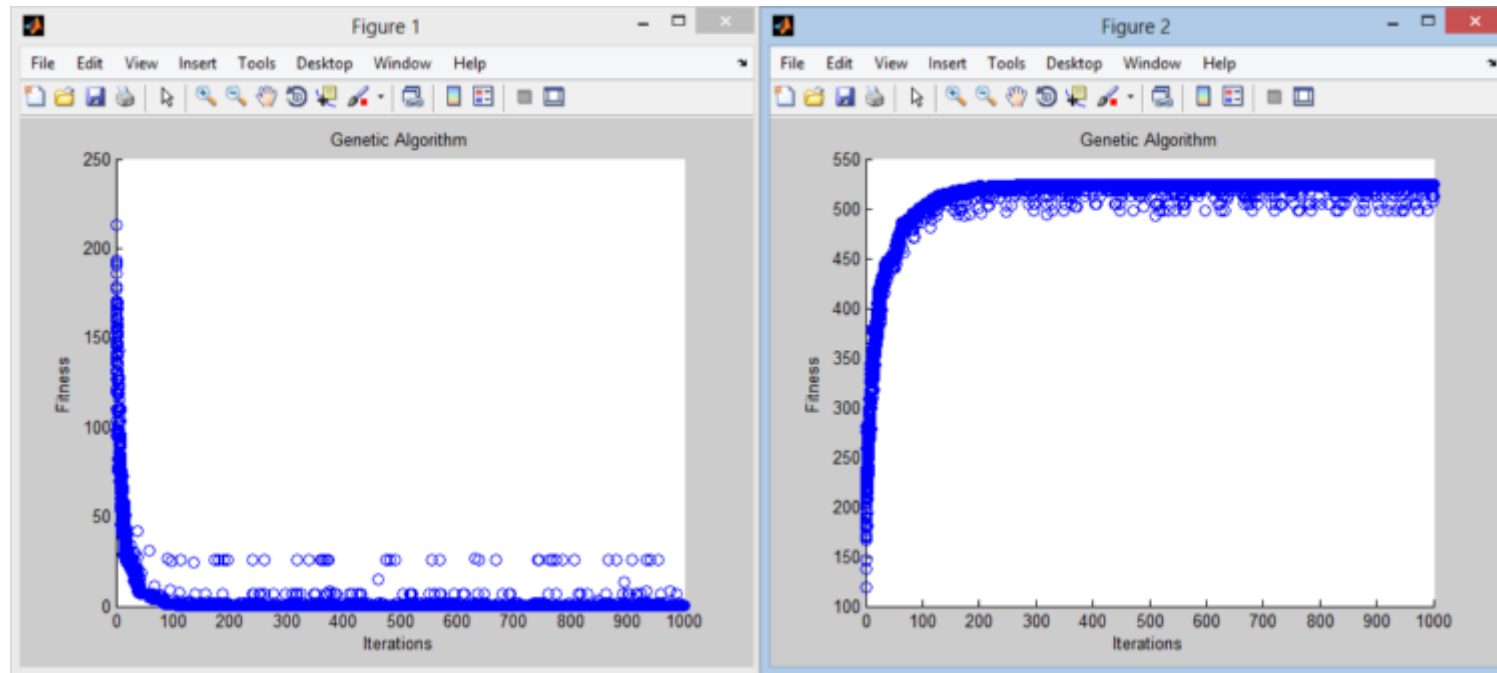 Figure 1
File Edit View Insert Tools Desktop Window Help
Genetic Algorithm
250
200
150
100
50
0
Fitness
0 100 200 300 400 500 600 700 800 900 1000
Iterations
Figure 2
File Edit View Insert Tools Desktop Window Help
Genetic Algorithm
550
500
450
400
350
300
250
200
150
100
Fitness
0 100 200 300 400 500 600 700 800 900 1000
Iterations